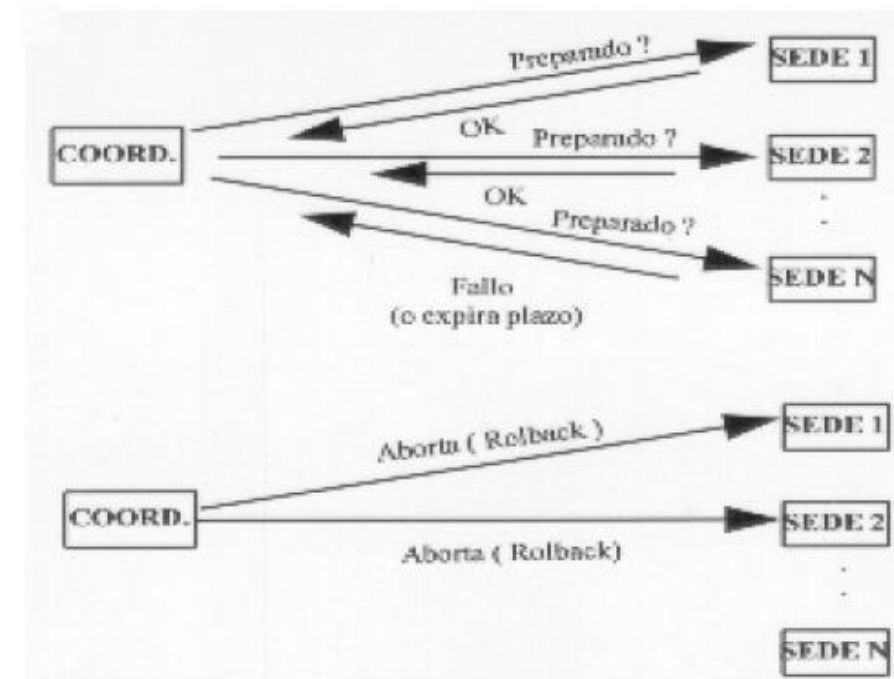 Preparado ?
SEDE 1
OK
COORD.
Preparado ?
SEDE 2
OK
Preparado ?
SEDE N
Fallo
(o expira plazo)
SEDE 1
Aborta ( Rolback )
COORD.
SEDE 2
Aborta ( Rolback)
SEDE N